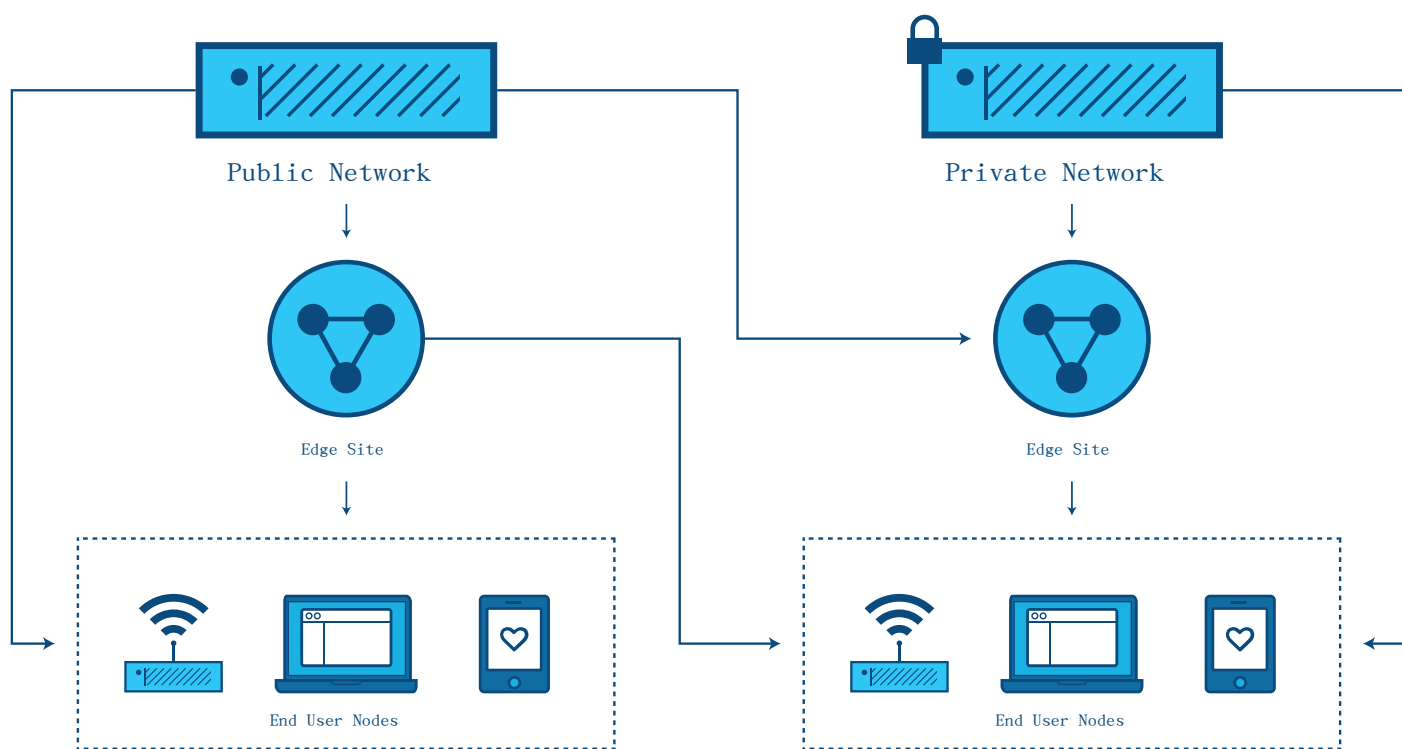 Public Network
Private Network
Edge Site
Edge Site
End User Nodes
End User Nodes